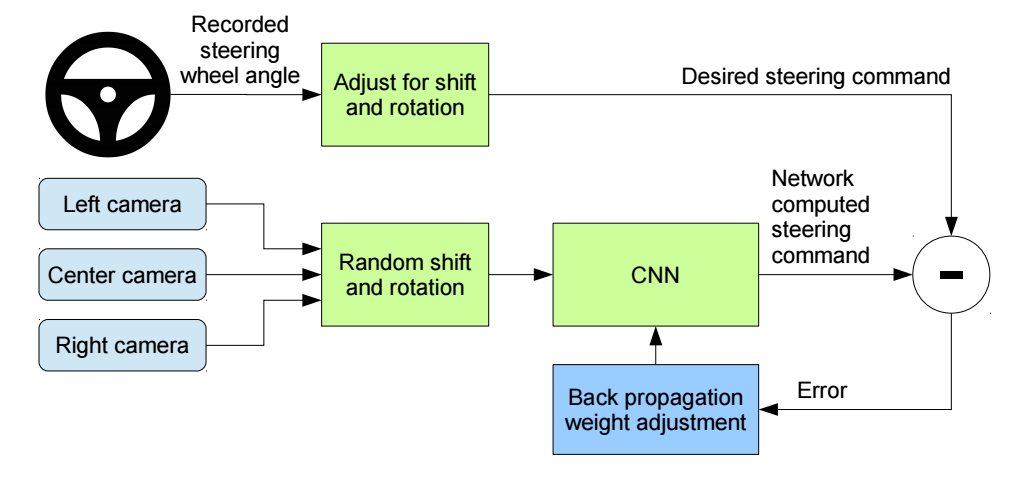 Recorded
steering
wheel angle
Adjust for shift
and rotation
Desired steering command
Left camera
Center camera
Right camera
Random shift
and rotation
CNN
Network
computed
steering
command
-
Back propagation
weight adjustment
Error